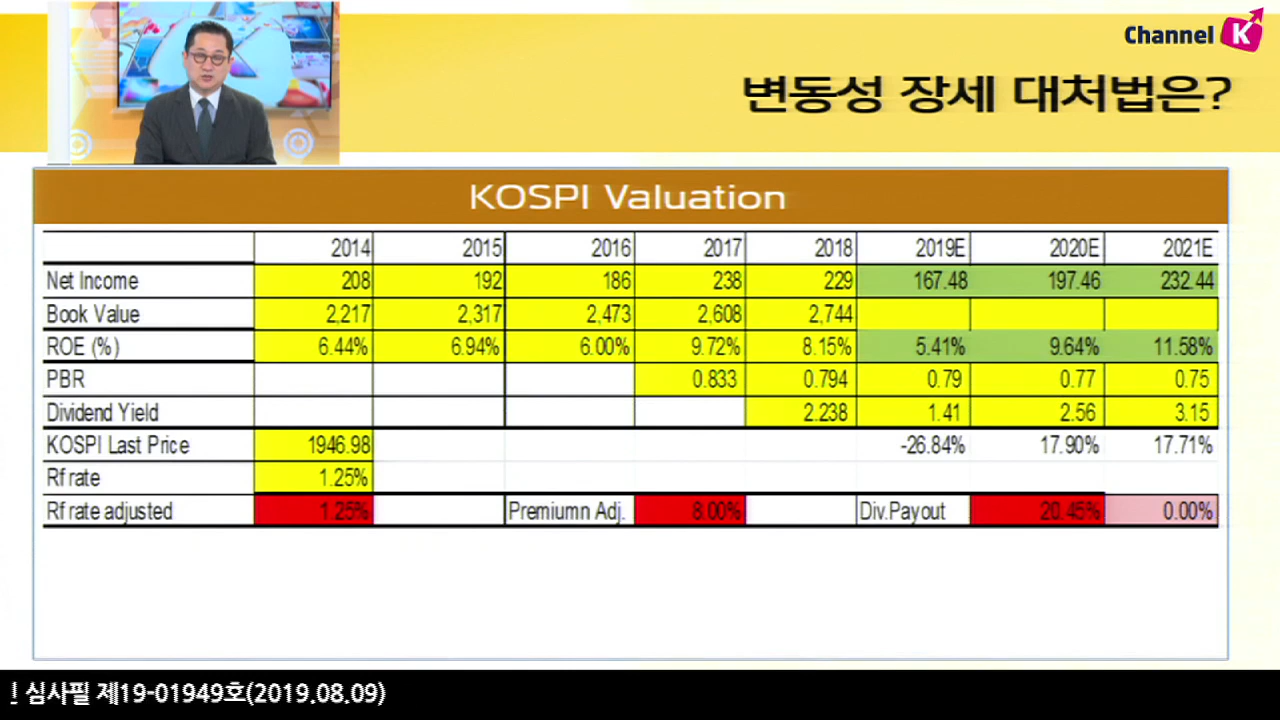 Channel K
변동성 장세 대처법은?
KOSPI Valuation
2014 2015 2016 2017 2018 2019E 2020E 2021E
Net Income 208 192 186 238 229 167.48 197.46 232.44
Book Value 2,217 2,317 2,473 2,608 2,744
ROE (%) 6.44% 6.94% 6.00% 9.72% 8.15% 5.41% 9.64% 11.58%
PBR 0.833 0.794 0.79 0.77 0.75
Dividend Yield 2.238 1.41 2.56 3.15
KOSPI Last Price 1946.98 -26.84% 17.90% 17.71%
Rf rate 1.25%
Rf rate adjusted 1.25% Premiumn Adj. 8.00% Div.Payout 20.45% 0.00%
심사필 제19-01949호(2019.08.09)